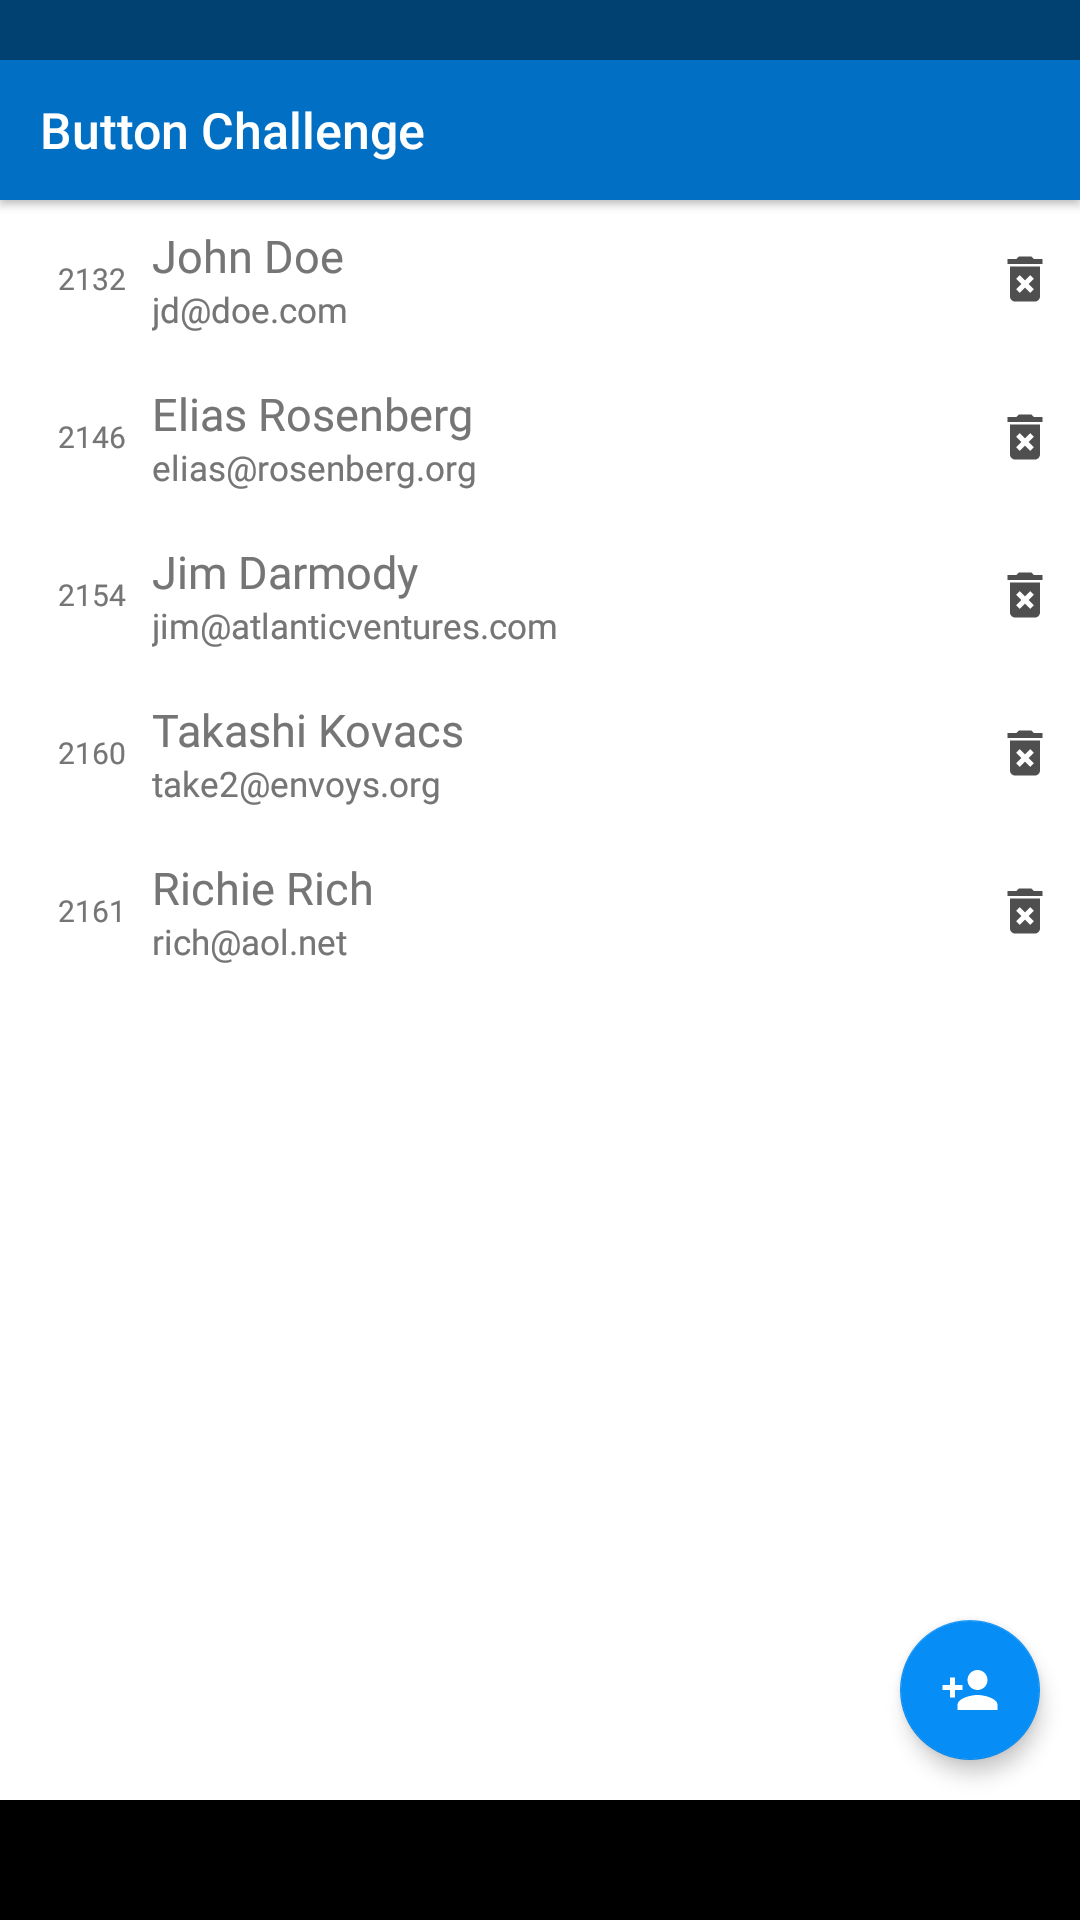 Button Challenge
2132
John Doe
jd@doe.com
2146
Elias Rosenberg
elias@rosenberg.org
2154
Jim Darmody
jim@atlanticventures.com
2160
Takashi Kovacs
take2@envoys.org
2161
Richie Rich
rich@aol.net